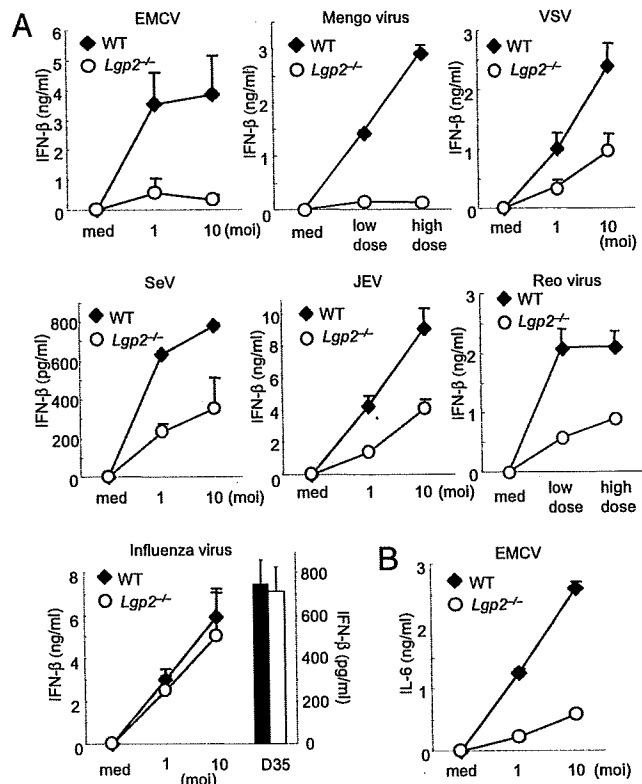 A
EMCV
WT
Lgp2–/–
IFN-β (ng/ml)
6
5
4
3
2
1
0
med 1 10 (moi)
Mengo virus
WT
Lgp2–/–
IFN-β (ng/ml)
3
2
1
0
med low dose high dose
VSV
WT
Lgp2–/–
IFN-β (ng/ml)
3
2
1
0
med 1 10
(moi)
SeV
WT
Lgp2–/–
IFN-β (pg/ml)
800
600
400
200
0
med 1 10 (moi)
JEV
WT
Lgp2–/–
IFN-β (ng/ml)
10
8
6
4
2
0
med 1 10 (moi)
Reo virus
WT
Lgp2–/–
IFN-β (ng/ml)
3
2
1
0
med low dose high dose
Influenza virus
WT
Lgp2–/–
IFN-β (ng/ml)
8
6
4
2
0
med 1 10
(moi)
D35
IFN-β (pg/ml)
800
600
400
200
0
B
EMCV
WT
Lgp2–/–
IL-6 (ng/ml)
3
2
1
0
med 1 10 (moi)